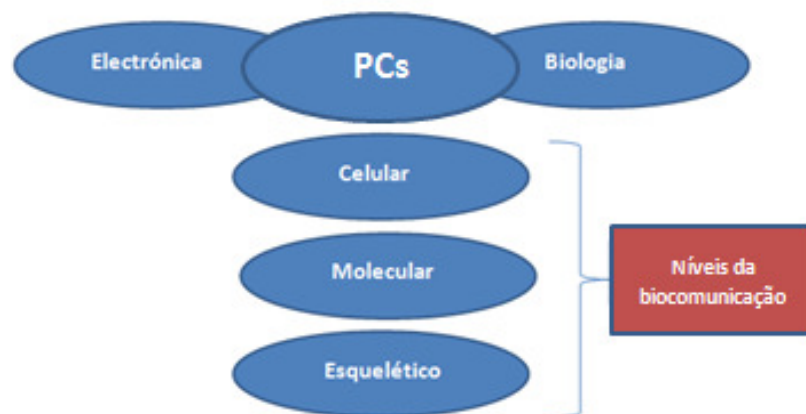 Electrónica
PCs
Biologia
Celular
Molecular
Esquelético
Níveis da
biocomunicação